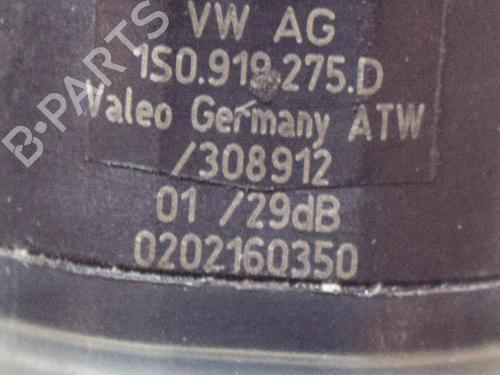 B-PARTS
VW AG
1S0.919.275.D
Valeo Germany ATW
/308912
01 /29dB
0202160350